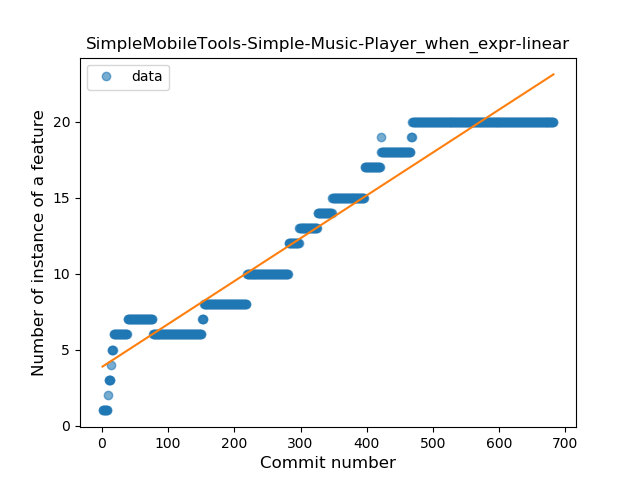 SimpleMobileTools-Simple-Music-Player_when_expr-linear
data
Number of instance of a feature
20
15
10
5
0
0 100 200 300 400 500 600 700
Commit number